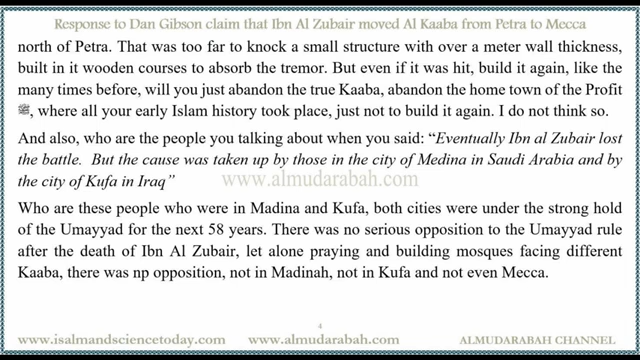 Response to Dan Gibson claim that Ibn Al Zubair moved Al Kaaba from Petra to Mecca
north of Petra. That was too far to knock a small structure with over a meter wall thickness,
built in it wooden courses to absorb the tremor. But even if it was hit, build it again, like the
many times before, will you just abandon the true Kaaba, abandon the home town of the Profit
ﷺ, where all your early Islam history took place, just not to build it again. I do not think so.
And also, who are the people you talking about when you said: “Eventually Ibn al Zubair lost
the battle. But the cause was taken up by those in the city of Medina in Saudi Arabia and by
the city of Kufa in Iraq”
www.almudarabah.com
Who are these people who were in Madina and Kufa, both cities were under the strong hold
of the Umayyad for the next 58 years. There was no serious opposition to the Umayyad rule
after the death of Ibn Al Zubair, let alone praying and building mosques facing different
Kaaba, there was np opposition, not in Madinah, not in Kufa and not even Mecca.
4
www.isalmandsciencetoday.com www.almudarabah.com ALMUDARABAH CHANNEL